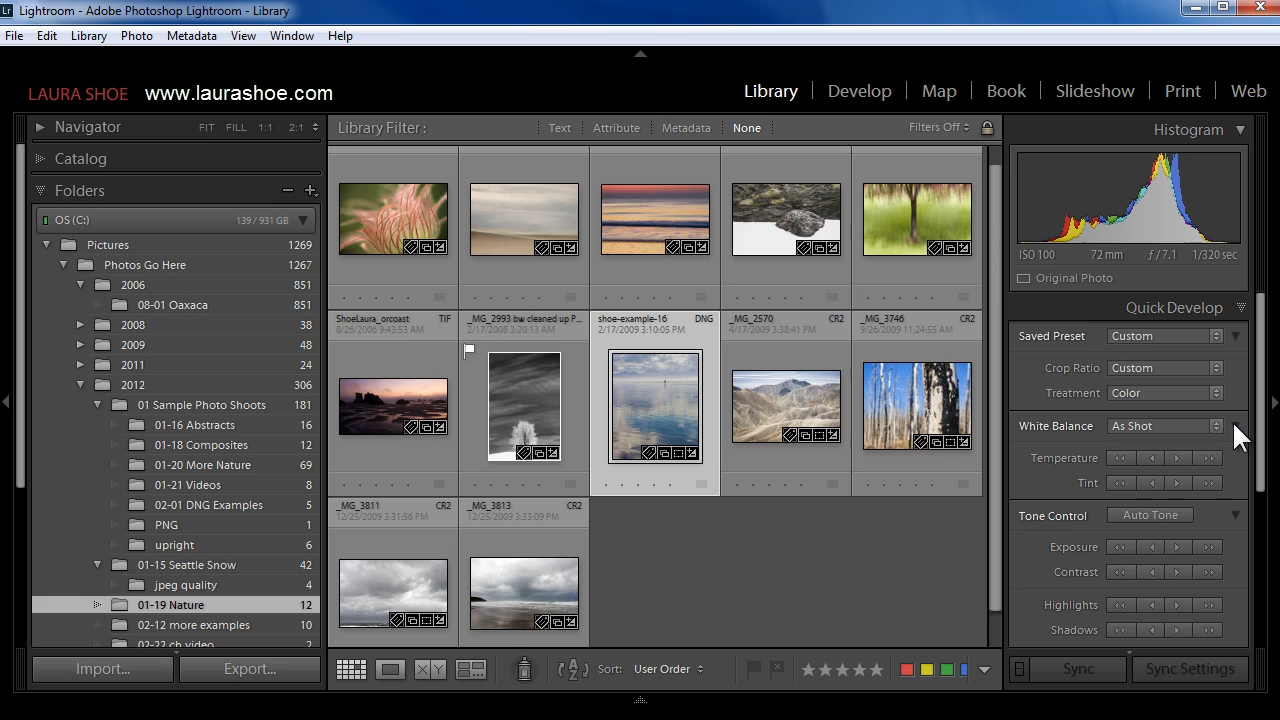 Lr Lightroom - Adobe Photoshop Lightroom - Library
File Edit Library Photo Metadata View Window Help
LAURA SHOE www.laurashoe.com
Library Develop Map Book Slideshow Print Web
Navigator FIT FILL 1:1 2:1
Catalog
Folders
OS (C:) 139 / 931 GB
Pictures 1269
Photos Go Here 1267
2006 851
08-01 Oaxaca 851
2008 38
2009 48
2011 24
2012 306
01 Sample Photo Shoots 181
01-16 Abstracts 16
01-18 Composites 12
01-20 More Nature 69
01-21 Videos 8
02-01 DNG Examples 5
PNG 1
upright 6
01-15 Seattle Snow 42
jpeg quality 4
01-19 Nature 12
02-12 more examples 10
02-22 ch video 2
Import... Export...
Library Filter : Text Attribute Metadata None Filters Off
ShoeLaura_orcoast TIF
8/26/2006 9:43:53 AM
_MG_2993 bw cleaned up P...
2/17/2008 3:20:13 AM
shoe-example-16 DNG
2/17/2009 3:10:05 PM
_MG_2570 CR2
4/17/2009 3:38:41 PM
_MG_3746 CR2
9/26/2009 11:24:55 AM
_MG_3811 CR2
12/25/2009 3:31:56 PM
_MG_3813 CR2
12/25/2009 3:33:09 PM
X Y Sort: User Order
Histogram
ISO 100 72 mm ƒ / 7.1 1/320 sec
Original Photo
Quick Develop
Saved Preset Custom
Crop Ratio Custom
Treatment Color
White Balance As Shot
Temperature
Tint
Tone Control Auto Tone
Exposure
Contrast
Highlights
Shadows
Sync Sync Settings